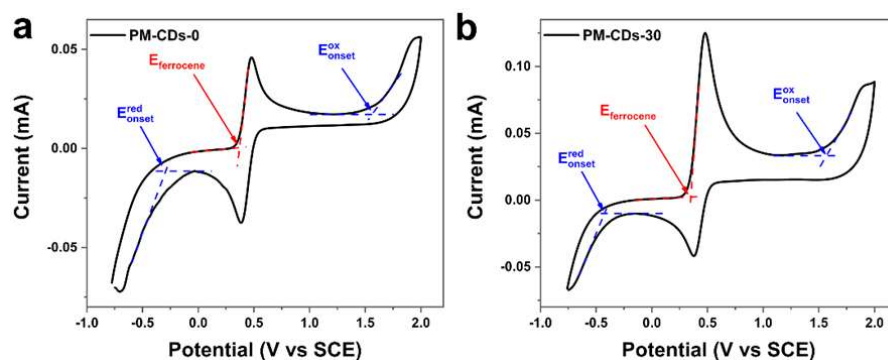 a
PM-CDs-0
E_ferrocene
E^ox_onset
E^red_onset
0.05
0.00
-0.05
Current (mA)
-1.0 -0.5 0.0 0.5 1.0 1.5 2.0
Potential (V vs SCE)
b
PM-CDs-30
E_ferrocene
E^ox_onset
E^red_onset
0.10
0.05
0.00
-0.05
Current (mA)
-1.0 -0.5 0.0 0.5 1.0 1.5 2.0
Potential (V vs SCE)